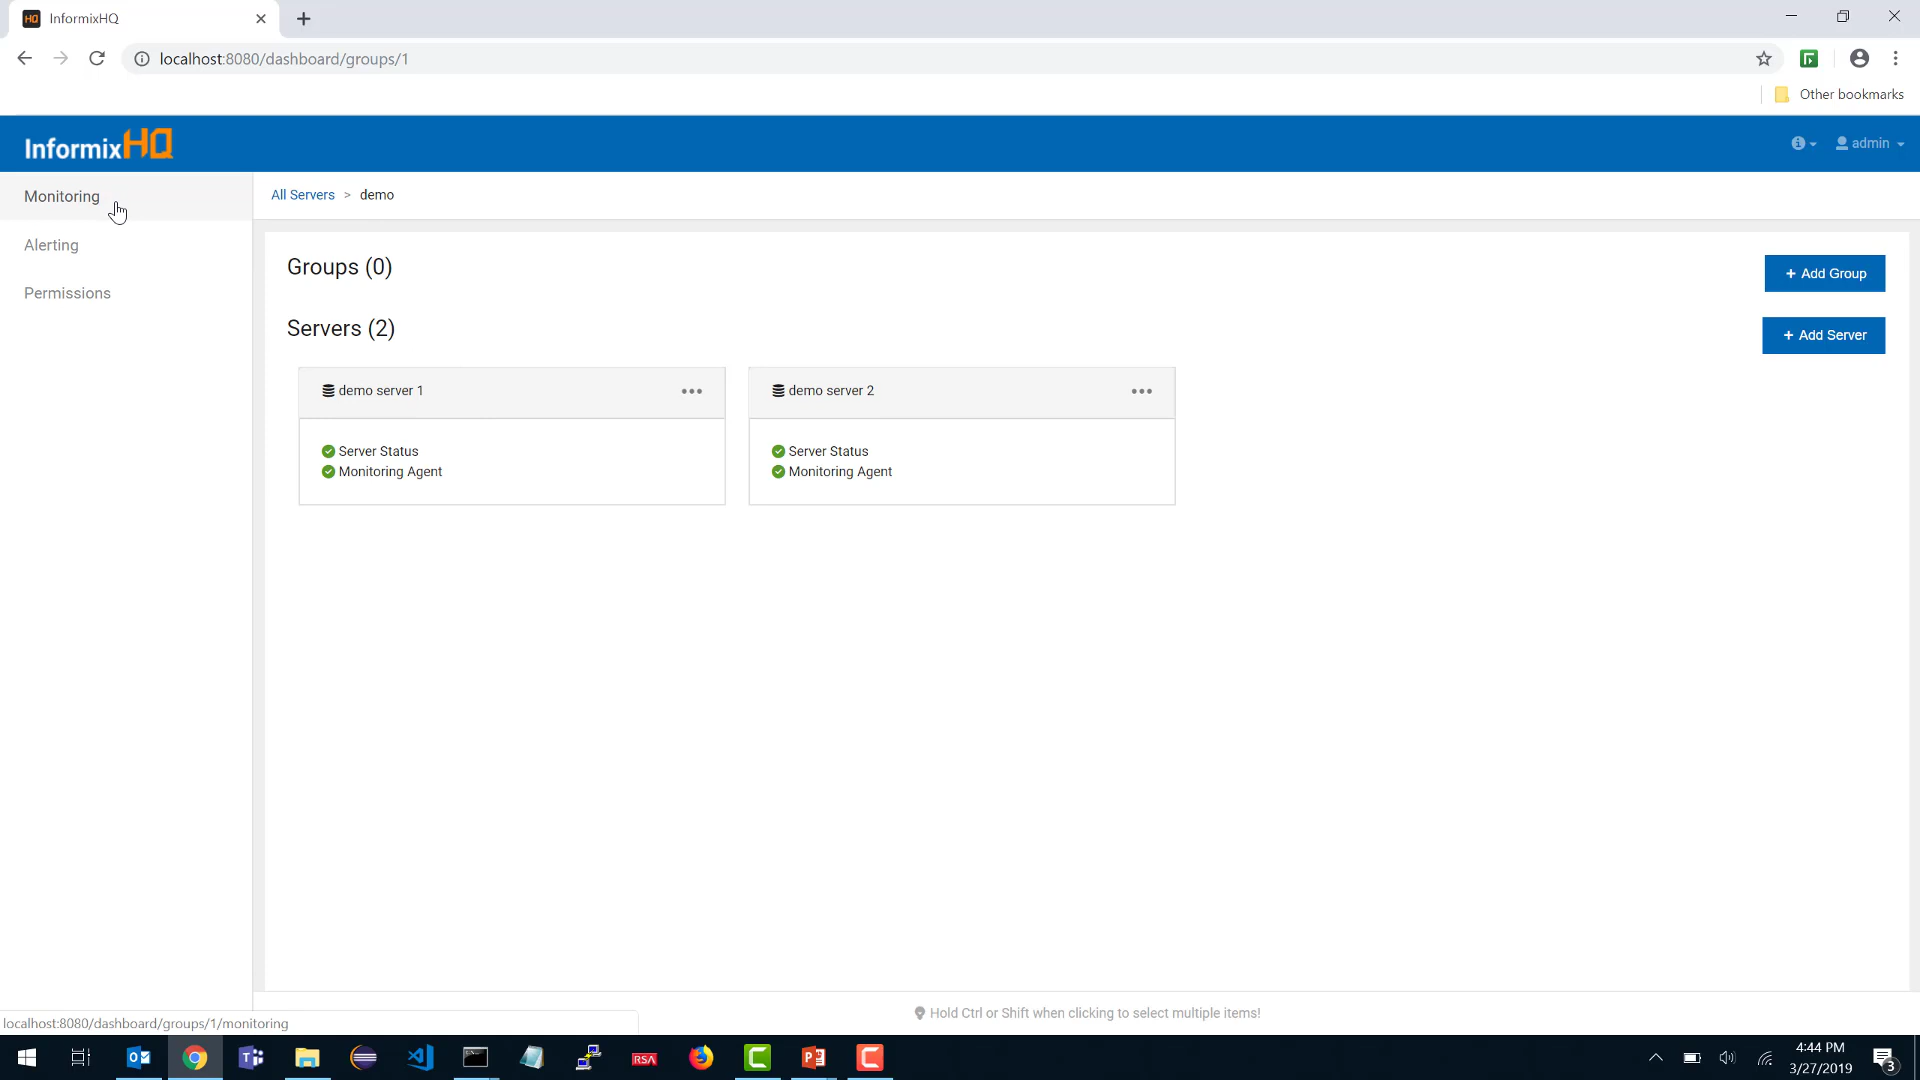 HQ InformixHQ
localhost:8080/dashboard/groups/1
Other bookmarks
InformixHQ
admin
Monitoring
Alerting
Permissions
All Servers > demo
Groups (0)
+ Add Group
Servers (2)
+ Add Server
demo server 1
Server Status
Monitoring Agent
demo server 2
Server Status
Monitoring Agent
Hold Ctrl or Shift when clicking to select multiple items!
localhost:8080/dashboard/groups/1/monitoring
RSA
4:44 PM
3/27/2019
3